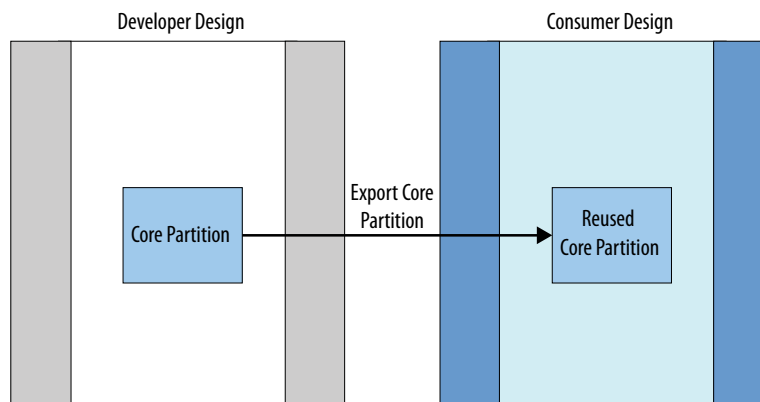 Developer Design
Consumer Design
Export Core
Partition
Core Partition
Reused
Core Partition